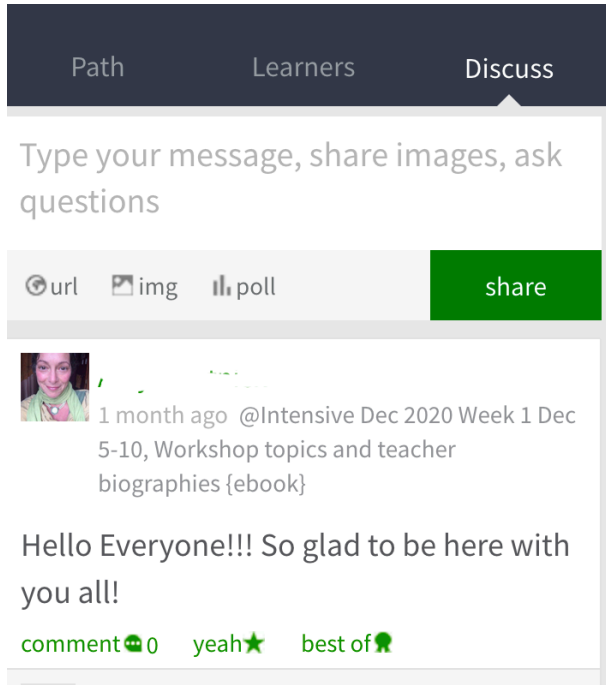 Path Learners Discuss
Type your message, share images, ask
questions
url img poll share
1 month ago @Intensive Dec 2020 Week 1 Dec
5-10, Workshop topics and teacher
biographies {ebook}
Hello Everyone!!! So glad to be here with
you all!
comment 0 yeah best of